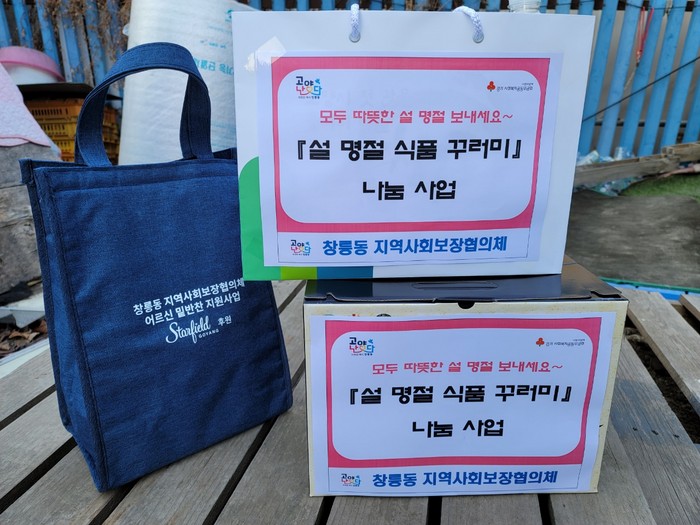 창릉동 지역사회보장협의체
어르신 밑반찬 지원사업
Starfield 후원
GOYANG
고야
난모다
모두 따뜻한 설 명절 보내세요~
『설 명절 식품 꾸러미』
나눔 사업
창릉동 지역사회보장협의체
모두 따뜻한 설 명절 보내세요~
『설 명절 식품 꾸러미』
나눔 사업
창릉동 지역사회보장협의체